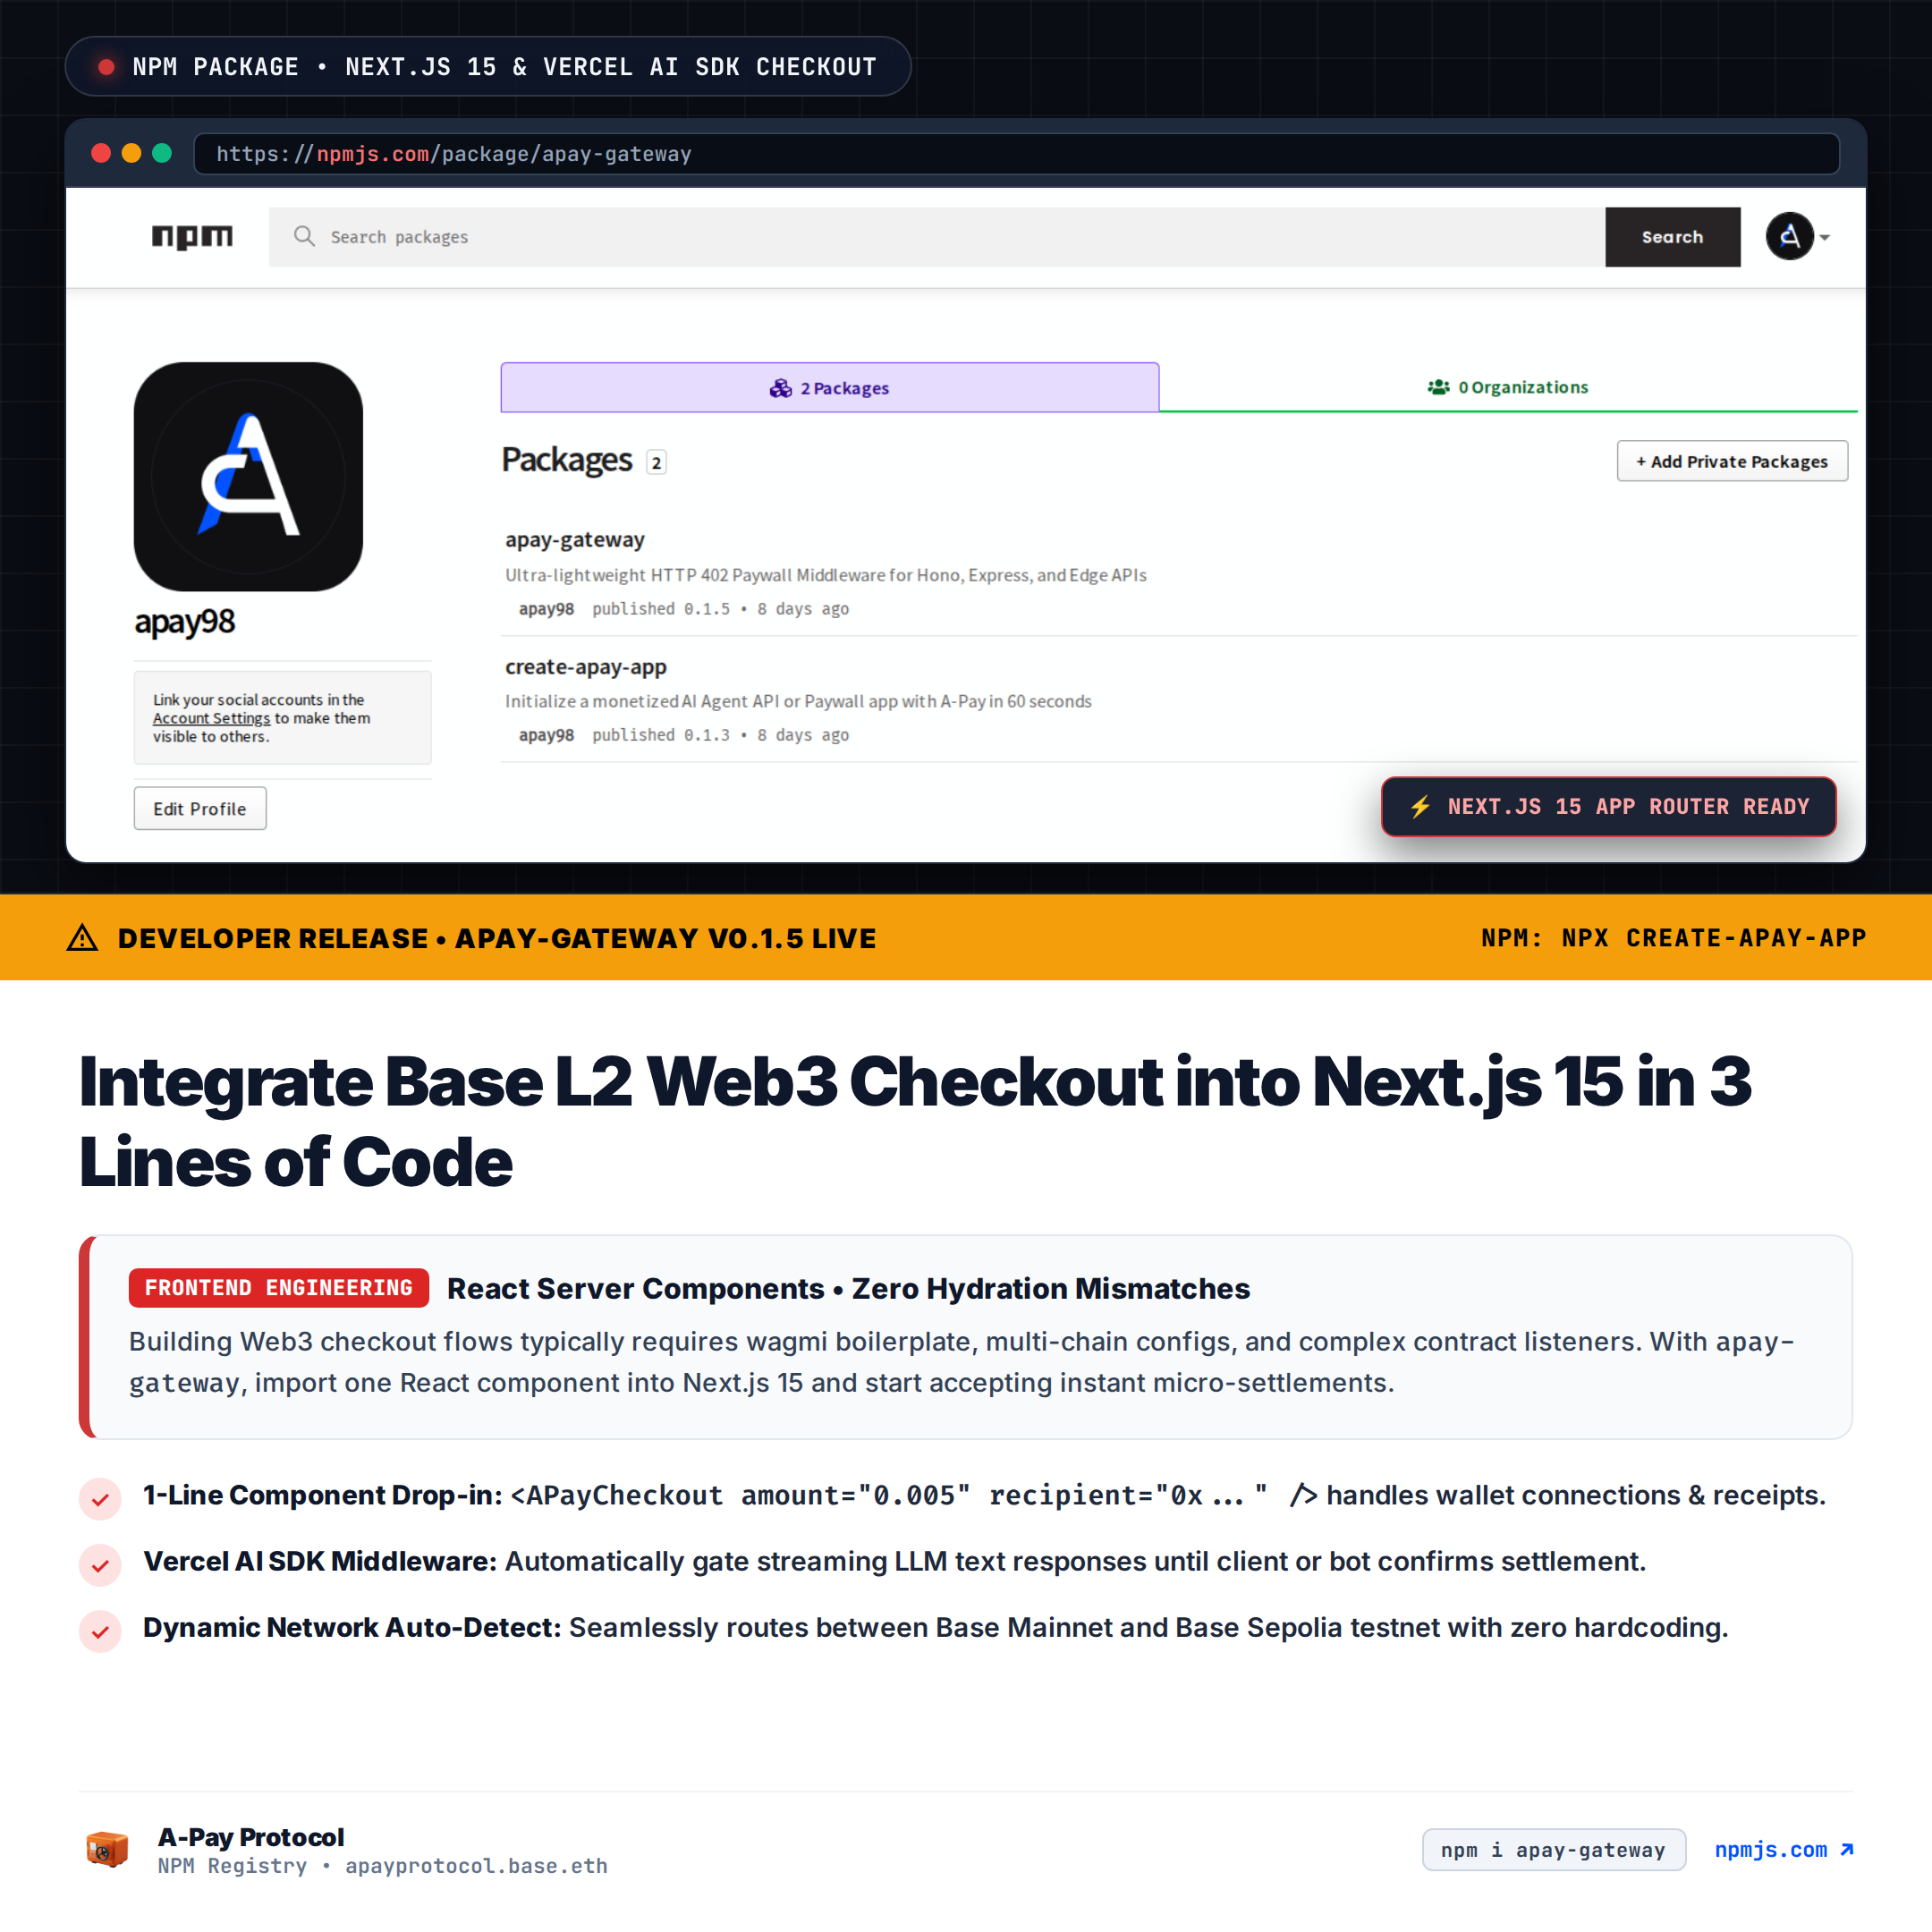 NPM PACKAGE • NEXT.JS 15 & VERCEL AI SDK CHECKOUT
https://npmjs.com/package/apay-gateway
npm
Search packages
Search
2 Packages
0 Organizations
Packages 2
+ Add Private Packages
apay-gateway
Ultra-lightweight HTTP 402 Paywall Middleware for Hono, Express, and Edge APIs
apay98 published 0.1.5 • 8 days ago
create-apay-app
Initialize a monetized AI Agent API or Paywall app with A-Pay in 60 seconds
apay98 published 0.1.3 • 8 days ago
apay98
Link your social accounts in the
Account Settings to make them
visible to others.
Edit Profile
⚡ NEXT.JS 15 APP ROUTER READY
DEVELOPER RELEASE • APAY-GATEWAY V0.1.5 LIVE
NPM: NPX CREATE-APAY-APP
Integrate Base L2 Web3 Checkout into Next.js 15 in 3
Lines of Code
FRONTEND ENGINEERING React Server Components • Zero Hydration Mismatches
Building Web3 checkout flows typically requires wagmi boilerplate, multi-chain configs, and complex contract listeners. With apay-
gateway, import one React component into Next.js 15 and start accepting instant micro-settlements.
1-Line Component Drop-in: <APayCheckout amount="0.005" recipient="0x..." /> handles wallet connections & receipts.
Vercel AI SDK Middleware: Automatically gate streaming LLM text responses until client or bot confirms settlement.
Dynamic Network Auto-Detect: Seamlessly routes between Base Mainnet and Base Sepolia testnet with zero hardcoding.
A-Pay Protocol
NPM Registry • apayprotocol.base.eth
npm i apay-gateway
npmjs.com ↗